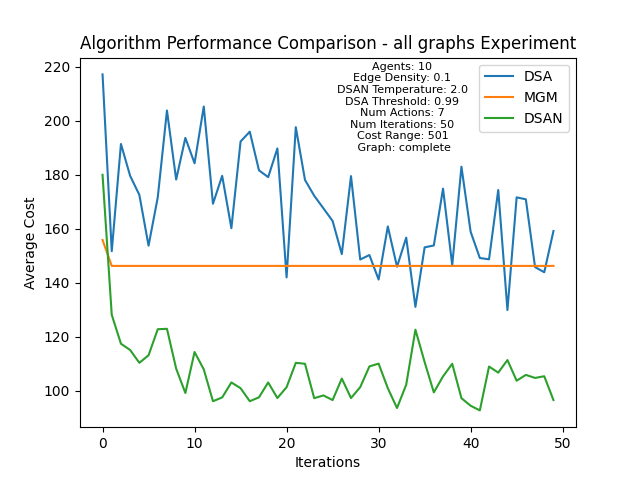 Algorithm Performance Comparison - all graphs Experiment
Agents: 10
Edge Density: 0.1
DSAN Temperature: 2.0
DSA Threshold: 0.99
Num Actions: 7
Num Iterations: 50
Cost Range: 501
Graph: complete
DSA
MGM
DSAN
Average Cost
220
200
180
160
140
120
100
0
10
20
30
40
50
Iterations